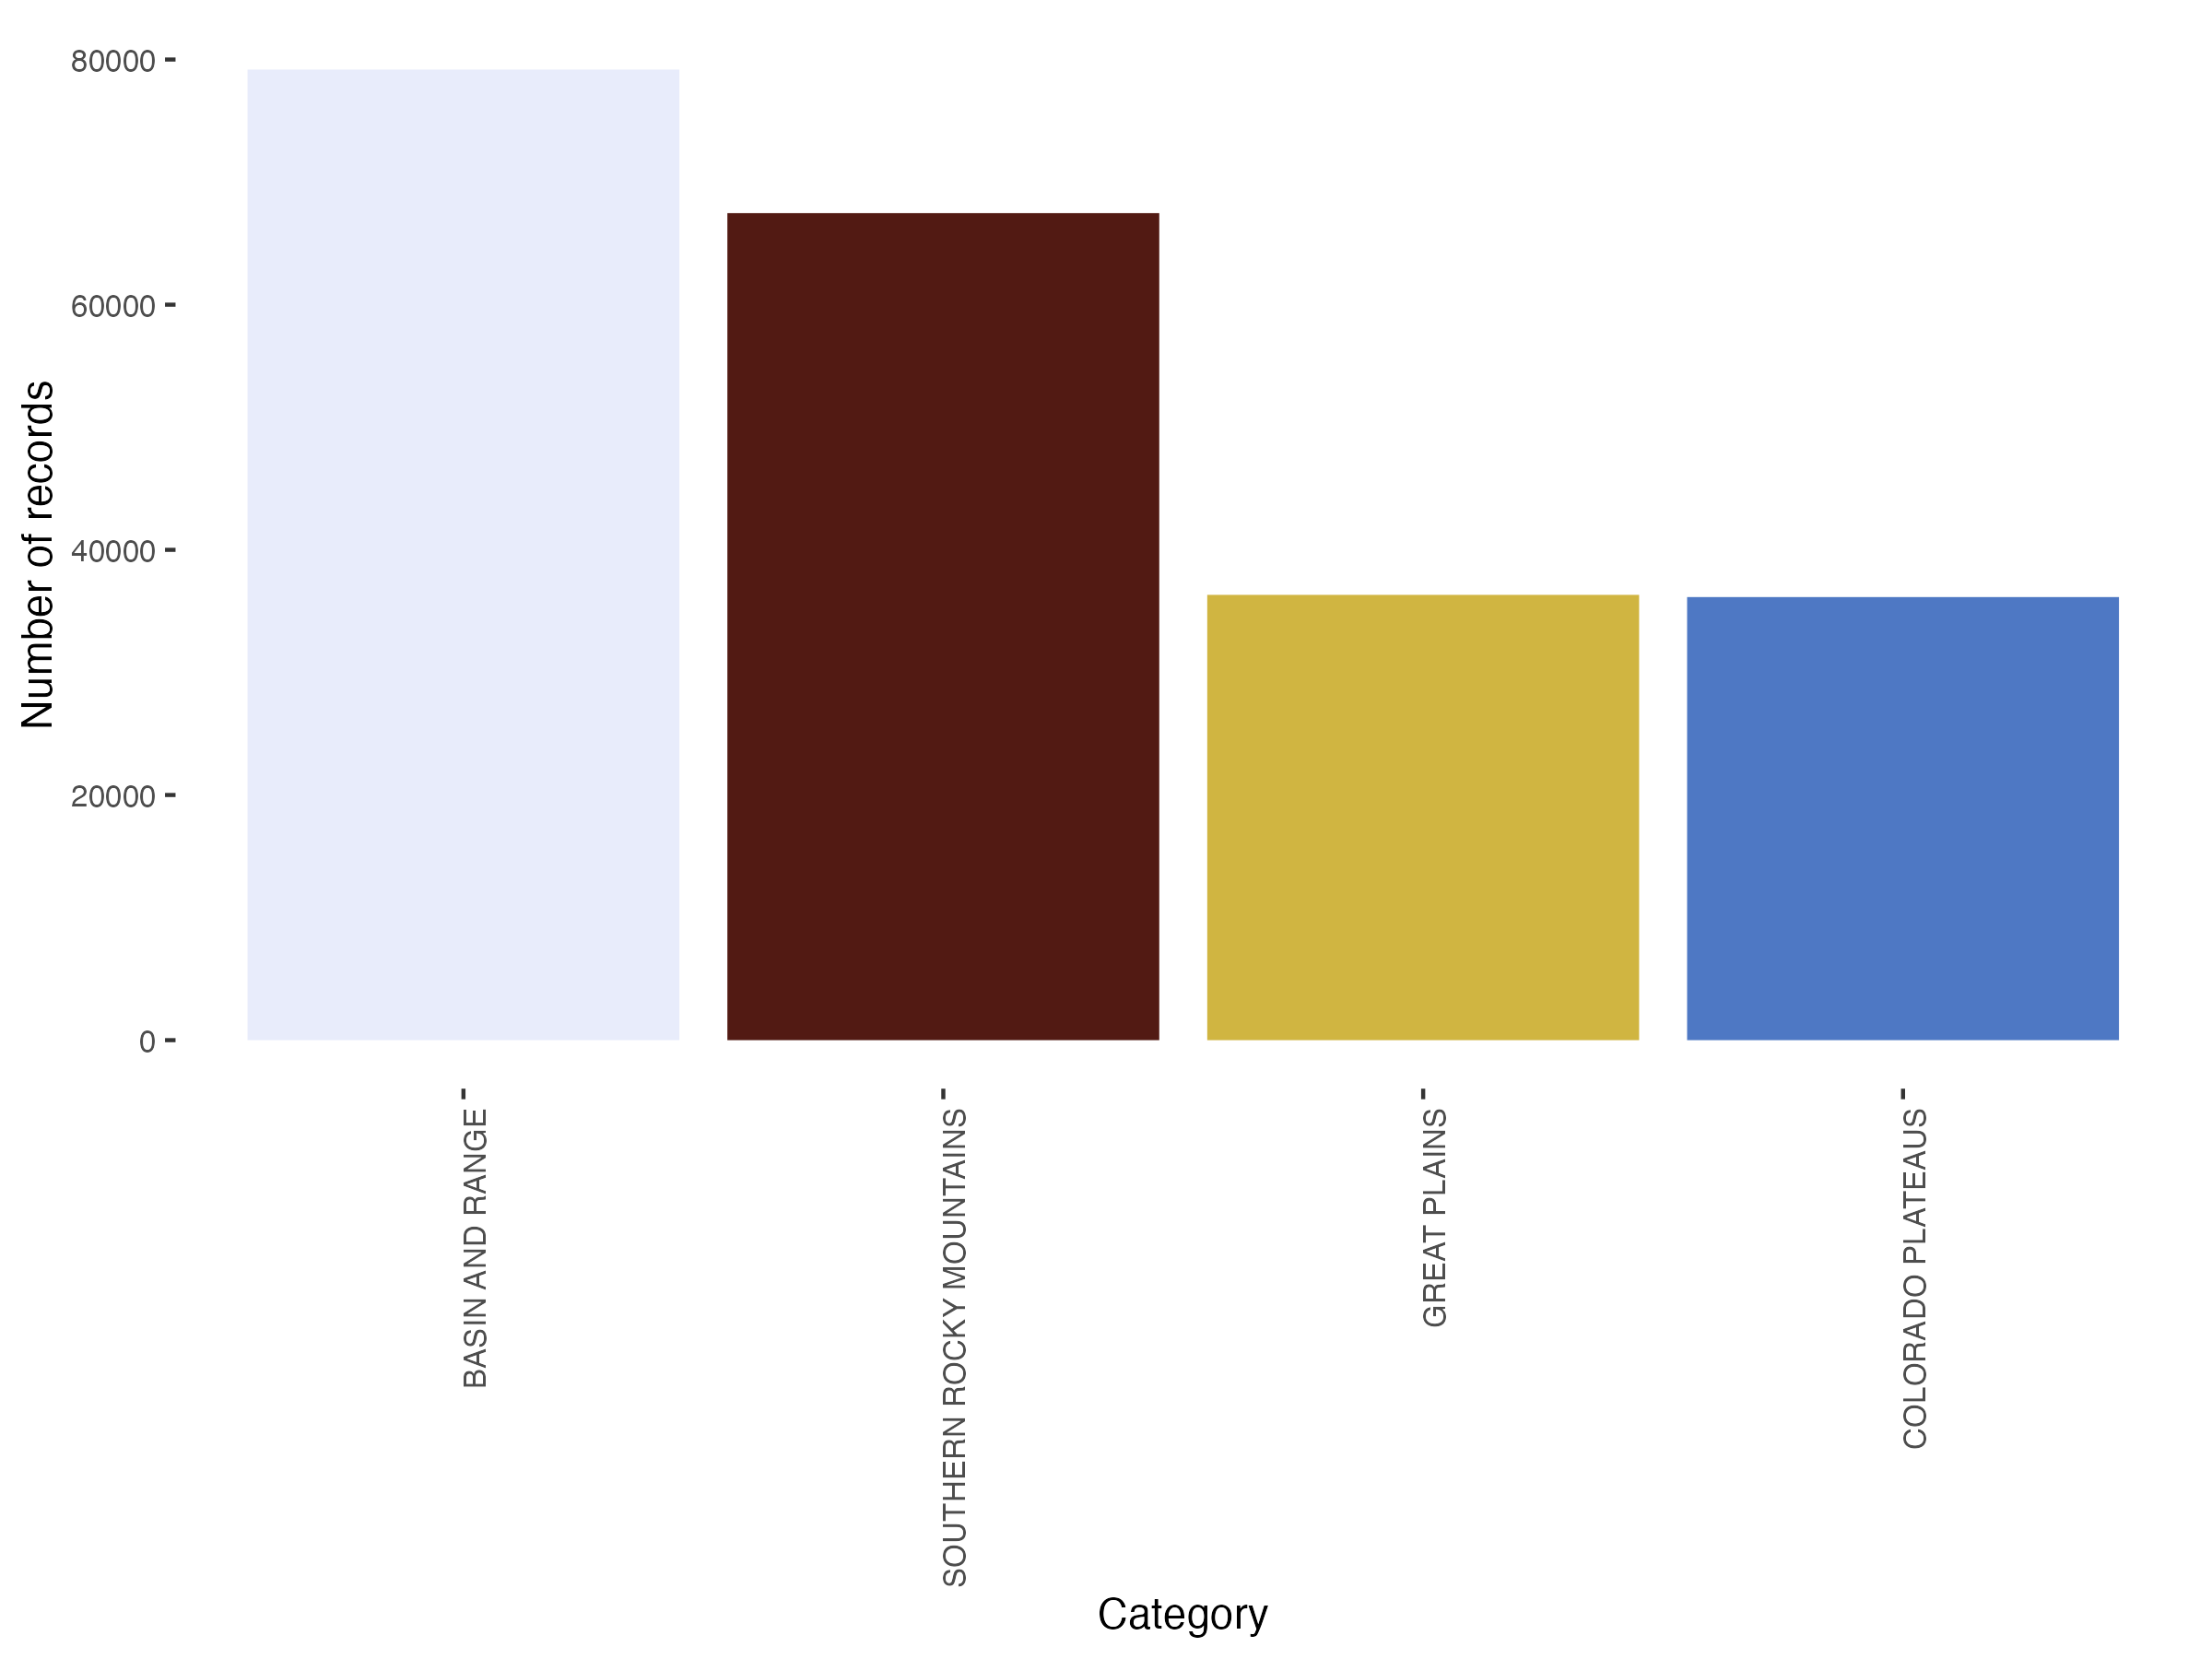 Number of records
80000
60000
40000
20000
0
BASIN AND RANGE
SOUTHERN ROCKY MOUNTAINS
GREAT PLAINS
COLORADO PLATEAUS
Category